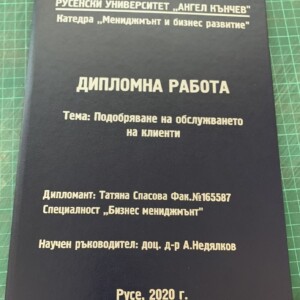 РУСЕНСКИ УНИВЕРСИТЕТ „АНГЕЛ КЪНЧЕВ"
Катедра „Мениджмънт и бизнес развитие"
ДИПЛОМНА РАБОТА
Тема: Подобряване на обслужването
на клиенти
Дипломант: Татяна Спасова Фак.№165587
Специалност „Бизнес мениджмънт"
Научен ръководител: доц. д-р А.Недялков
Русе, 2020 г.